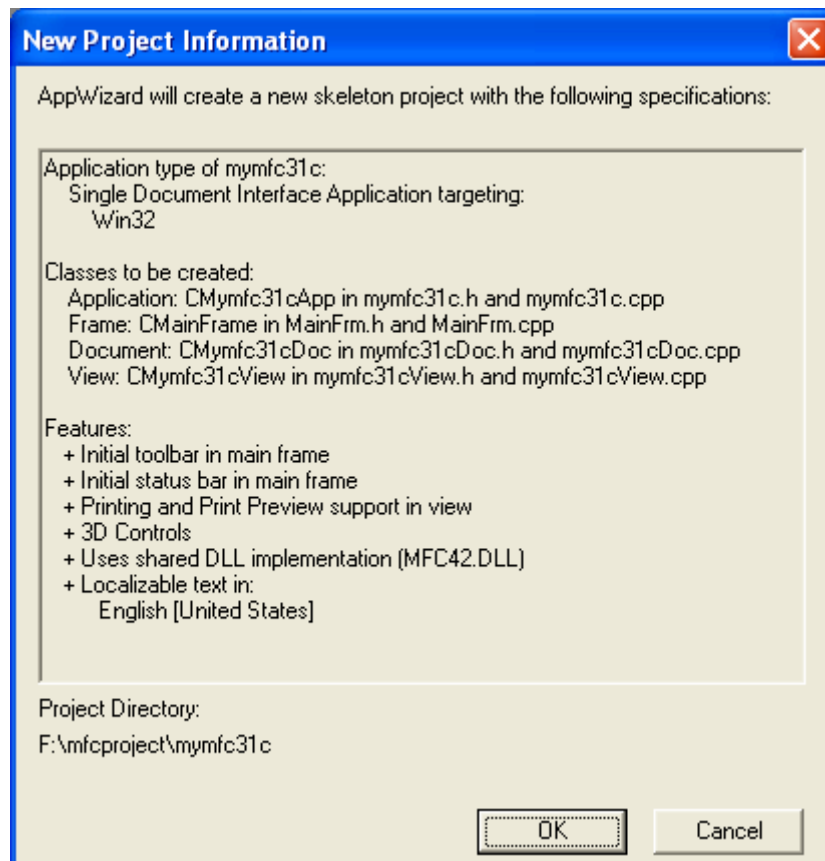 New Project Information
AppWizard will create a new skeleton project with the following specifications:
Application type of mymfc31c:
Single Document Interface Application targeting:
Win32
Classes to be created:
Application: CMymfc31cApp in mymfc31c.h and mymfc31c.cpp
Frame: CMainFrame in MainFrm.h and MainFrm.cpp
Document: CMymfc31cDoc in mymfc31cDoc.h and mymfc31cDoc.cpp
View: CMymfc31cView in mymfc31cView.h and mymfc31cView.cpp
Features:
+ Initial toolbar in main frame
+ Initial status bar in main frame
+ Printing and Print Preview support in view
+ 3D Controls
+ Uses shared DLL implementation (MFC42.DLL)
+ Localizable text in:
English [United States]
Project Directory:
F:\mfcproject\mymfc31c
OK Cancel